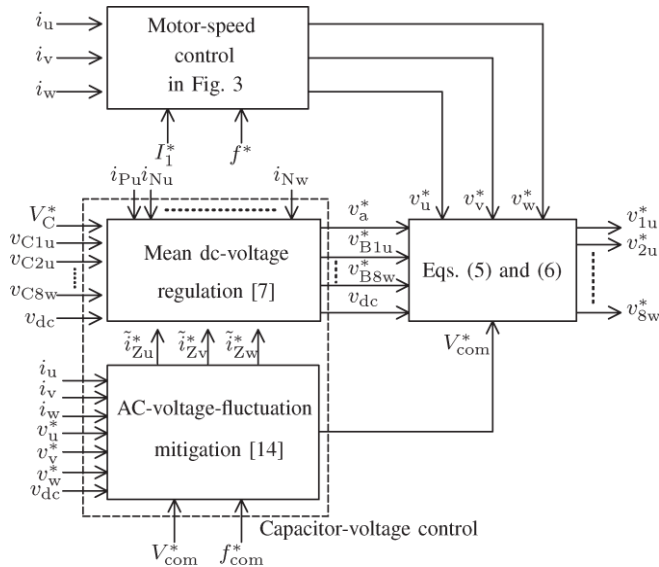 i_u
i_v
i_w
Motor-speed
control
in Fig. 3
I_1^*
f^*
i_Pu i_Nu
i_Nw
V_C^*
v_C1u
v_C2u
v_C8w
v_dc
Mean dc-voltage
regulation [7]
v_a^*
v_B1u^*
v_B8w^*
v_dc
v_u^*
v_v^*
v_w^*
Eqs. (5) and (6)
v_1u^*
v_2u^*
v_8w^*
V_com^*
ĩ_Zu^*
ĩ_Zv^*
ĩ_Zw^*
i_u
i_v
i_w
v_u^*
v_v^*
v_w^*
v_dc
AC-voltage-fluctuation
mitigation [14]
Capacitor-voltage control
V_com^*
f_com^*